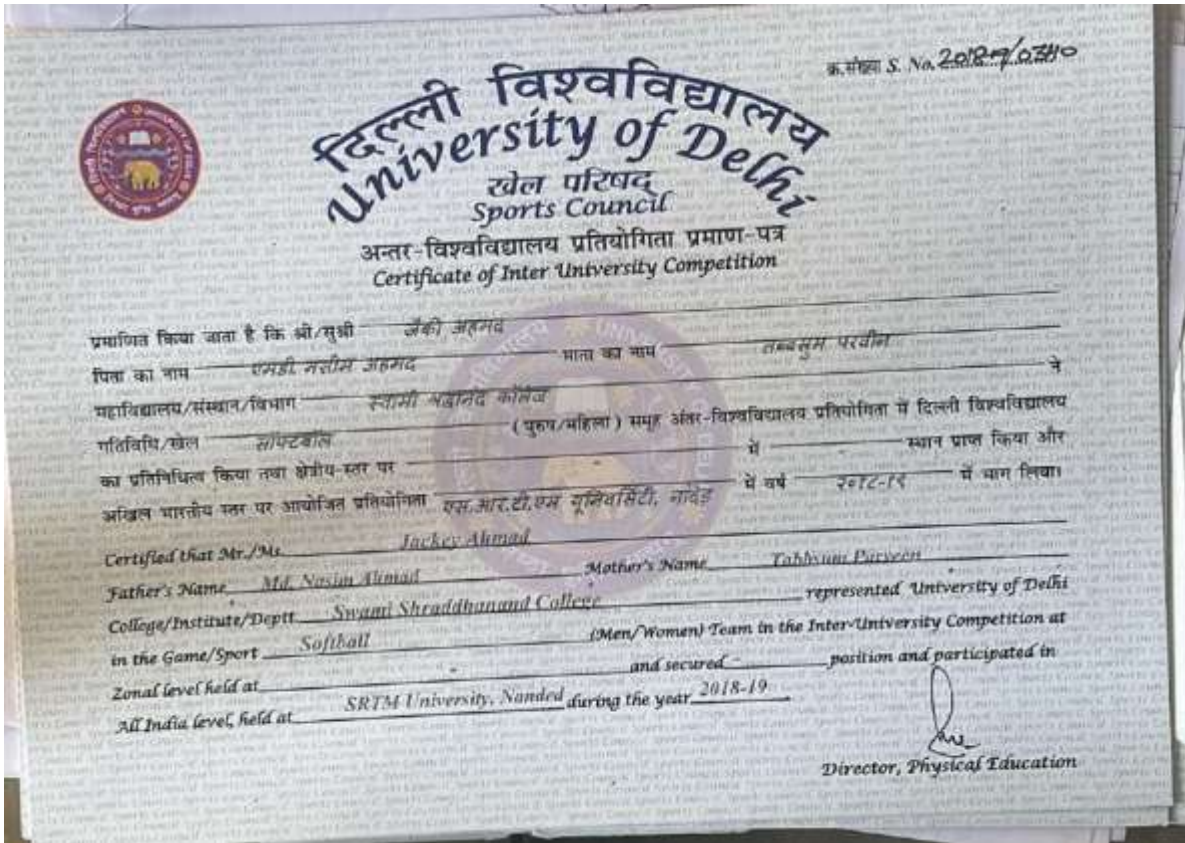 क्र.संख्या S. No. 2018-19/0340
दिल्ली विश्वविद्यालय
University of Delhi
खेल परिषद्
Sports Council
अन्तर-विश्वविद्यालय प्रतियोगिता प्रमाण-पत्र
Certificate of Inter University Competition
प्रमाणित किया जाता है कि श्री/सुश्री जैकी अहमद
पिता का नाम एमडी नसीम अहमद माता का नाम तब्बसुम परवीन
महाविद्यालय/संस्थान/विभाग स्वामी श्रद्धानंद कॉलेज ने
गतिविधि/खेल सॉफ्टबॉल (पुरुष/महिला) समूह अंतर-विश्वविद्यालय प्रतियोगिता में दिल्ली विश्वविद्यालय
का प्रतिनिधित्व किया तथा क्षेत्रीय-स्तर पर - में - स्थान प्राप्त किया और
अखिल भारतीय स्तर पर आयोजित प्रतियोगिता एस.आर.टी.एम यूनिवर्सिटी, नांदेड़ में वर्ष २०१८-१९ में भाग लिया।
Certified that Mr./Ms. Jackey Ahmad
Father's Name Md. Nasim Ahmad Mother's Name Tabbsum Parveen
College/Institute/Deptt. Swami Shraddhanand College represented University of Delhi
in the Game/Sport Softball (Men/Women) Team in the Inter-University Competition at
Zonal level held at - and secured - position and participated in
All India level, held at SRTM University, Nanded during the year 2018-19
Director, Physical Education